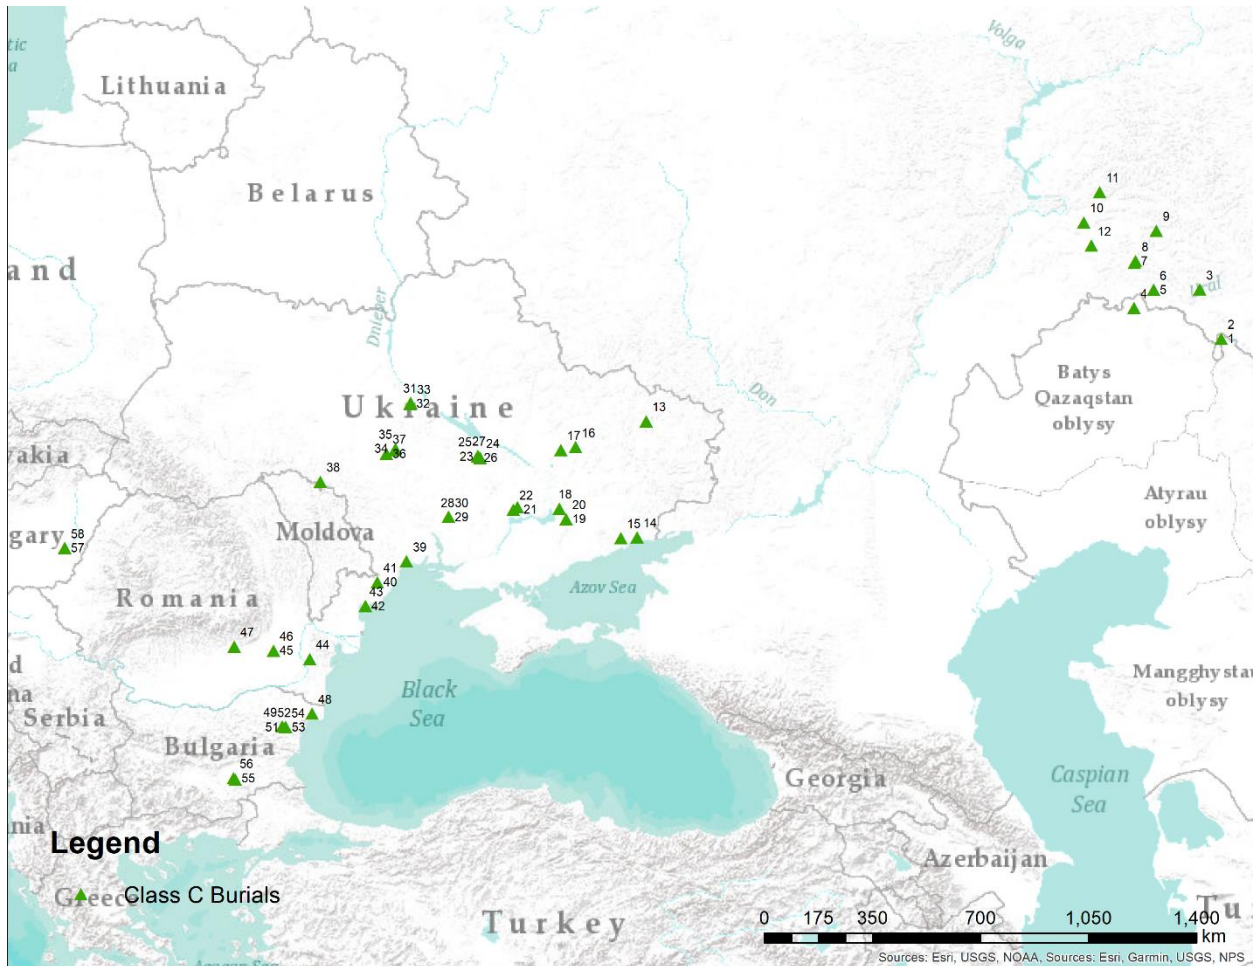 tic
a
Lithuania
Volga
Belarus
11
10
9
12
and
8
7
6
3
5
Ural
4
Dnieper
2
1
Batys
Qazaqstan
oblysy
Don
31 33
32
Ukraine
13
35
37
34
36
25 27 24
23
26
17 16
vakia
38
Atyrau
oblysy
22
21
28 30
29
18
20
19
Moldova
gary
58
57
15 14
39
41
40
43
42
Azov Sea
Romania
47
46
45
44
Mangghystau
oblysy
d
na
Serbia
Black
Sea
48
49 52 54
51
53
Bulgaria
56
55
Georgia
Caspian
Sea
nia
Legend
Azerbaijan
Greece
Class C Burials
Turkey
Tu
0 175 350 700 1,050 1,400
km
Aegean Sea
Sources: Esri, USGS, NOAA, Sources: Esri, Garmin, USGS, NPS